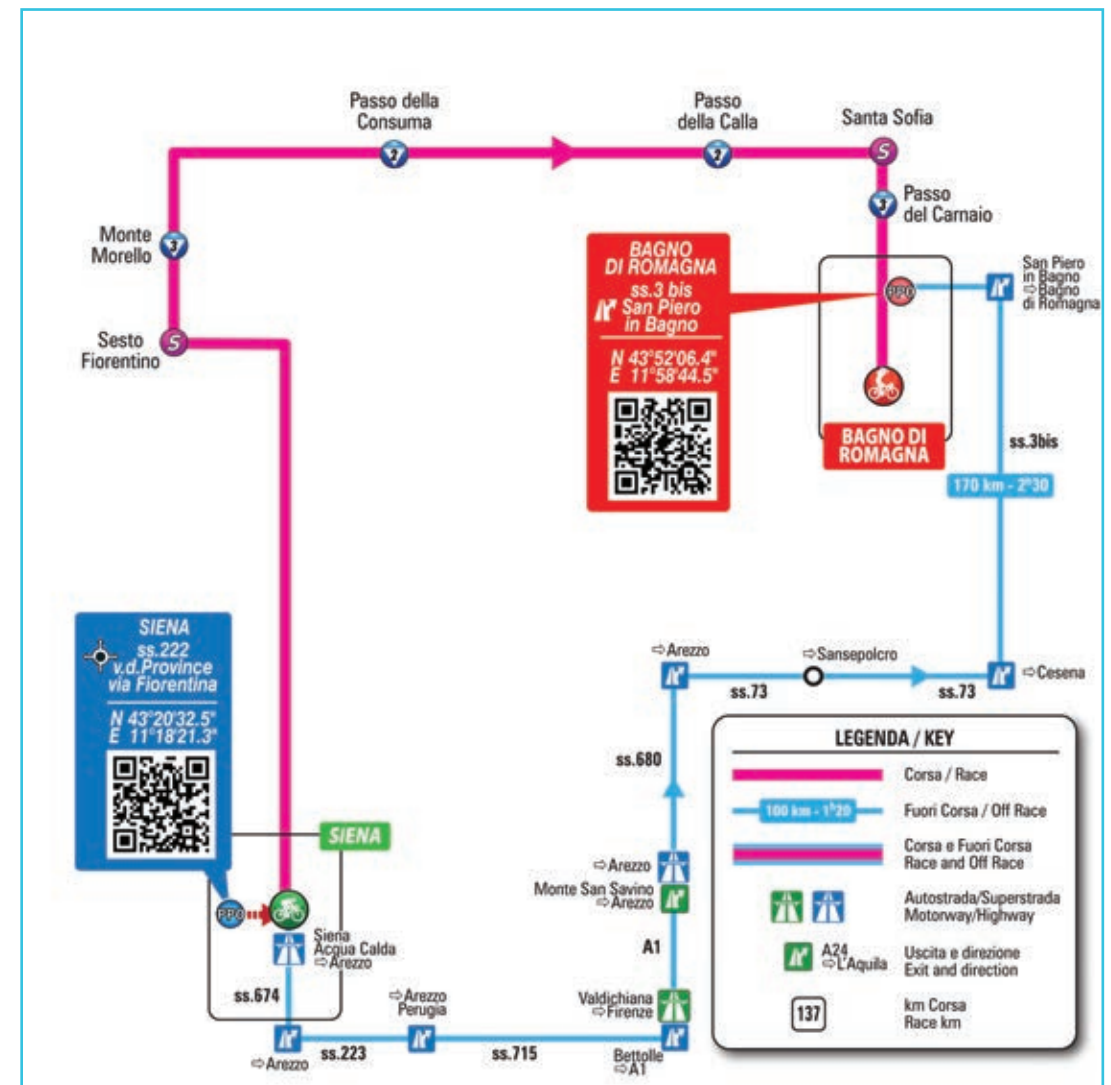 Passo della
Consuma
2
Passo
della Calla
2
Santa Sofia
S
3
Passo
del Carnaio
Monte
Morello
3
Sesto
Fiorentino
S
BAGNO
DI ROMAGNA
ss.3 bis
San Piero
in Bagno
N 43°52'06.4"
E 11°58'44.5"
PPO
San Piero
in Bagno
⇨Bagno
di Romagna
BAGNO DI
ROMAGNA
ss.3bis
170 km - 2h30
SIENA
ss.222
v.d.Province
via Fiorentina
N 43°20'32.5"
E 11°18'21.3"
SIENA
PPO
Siena
Acqua Calda
⇨Arezzo
ss.674
⇨Arezzo
ss.223
⇨Arezzo
Perugia
ss.715
Bettolle
⇨A1
Valdichiana
⇨Firenze
A1
Monte San Savino
⇨Arezzo
⇨Arezzo
ss.680
⇨Arezzo
ss.73
⇨Sansepolcro
ss.73
⇨Cesena
LEGENDA / KEY
Corsa / Race
100 km - 1h20
Fuori Corsa / Off Race
Corsa e Fuori Corsa
Race and Off Race
Autostrada/Superstrada
Motorway/Highway
A24
⇨L'Aquila
Uscita e direzione
Exit and direction
137
km Corsa
Race km